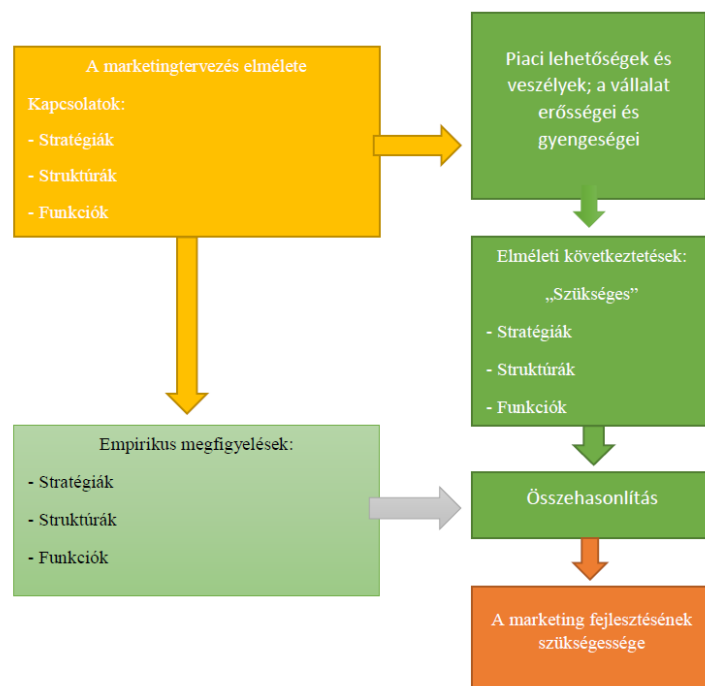 A marketingtervezés elmélete
Kapcsolatok:
- Stratégiák
- Struktúrák
- Funkciók
Piaci lehetőségek és
veszélyek; a vállalat
erősségei és
gyengeségei
Elméleti következtetések:
„Szükséges”
- Stratégiák
- Struktúrák
- Funkciók
Empirikus megfigyelések:
- Stratégiák
- Struktúrák
- Funkciók
Összehasonlítás
A marketing fejlesztésének
szükségessége